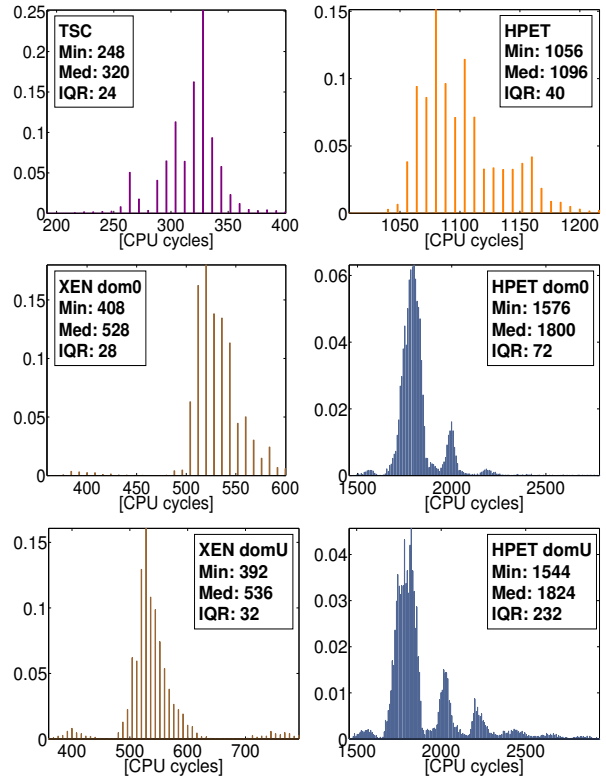 0.25
0.2
0.15
0.1
0.05
0
TSC
Min: 248
Med: 320
IQR: 24
200 250 300 350 400
[CPU cycles]
0.15
0.1
0.05
0
HPET
Min: 1056
Med: 1096
IQR: 40
1050 1100 1150 1200
[CPU cycles]
0.15
0.1
0.05
0
XEN dom0
Min: 408
Med: 528
IQR: 28
400 450 500 550 600
[CPU cycles]
0.06
0.04
0.02
0
HPET dom0
Min: 1576
Med: 1800
IQR: 72
1500 2000 2500
[CPU cycles]
0.15
0.1
0.05
0
XEN domU
Min: 392
Med: 536
IQR: 32
400 500 600 700
[CPU cycles]
0.04
0.03
0.02
0.01
0
HPET domU
Min: 1544
Med: 1824
IQR: 232
1500 2000 2500
[CPU cycles]